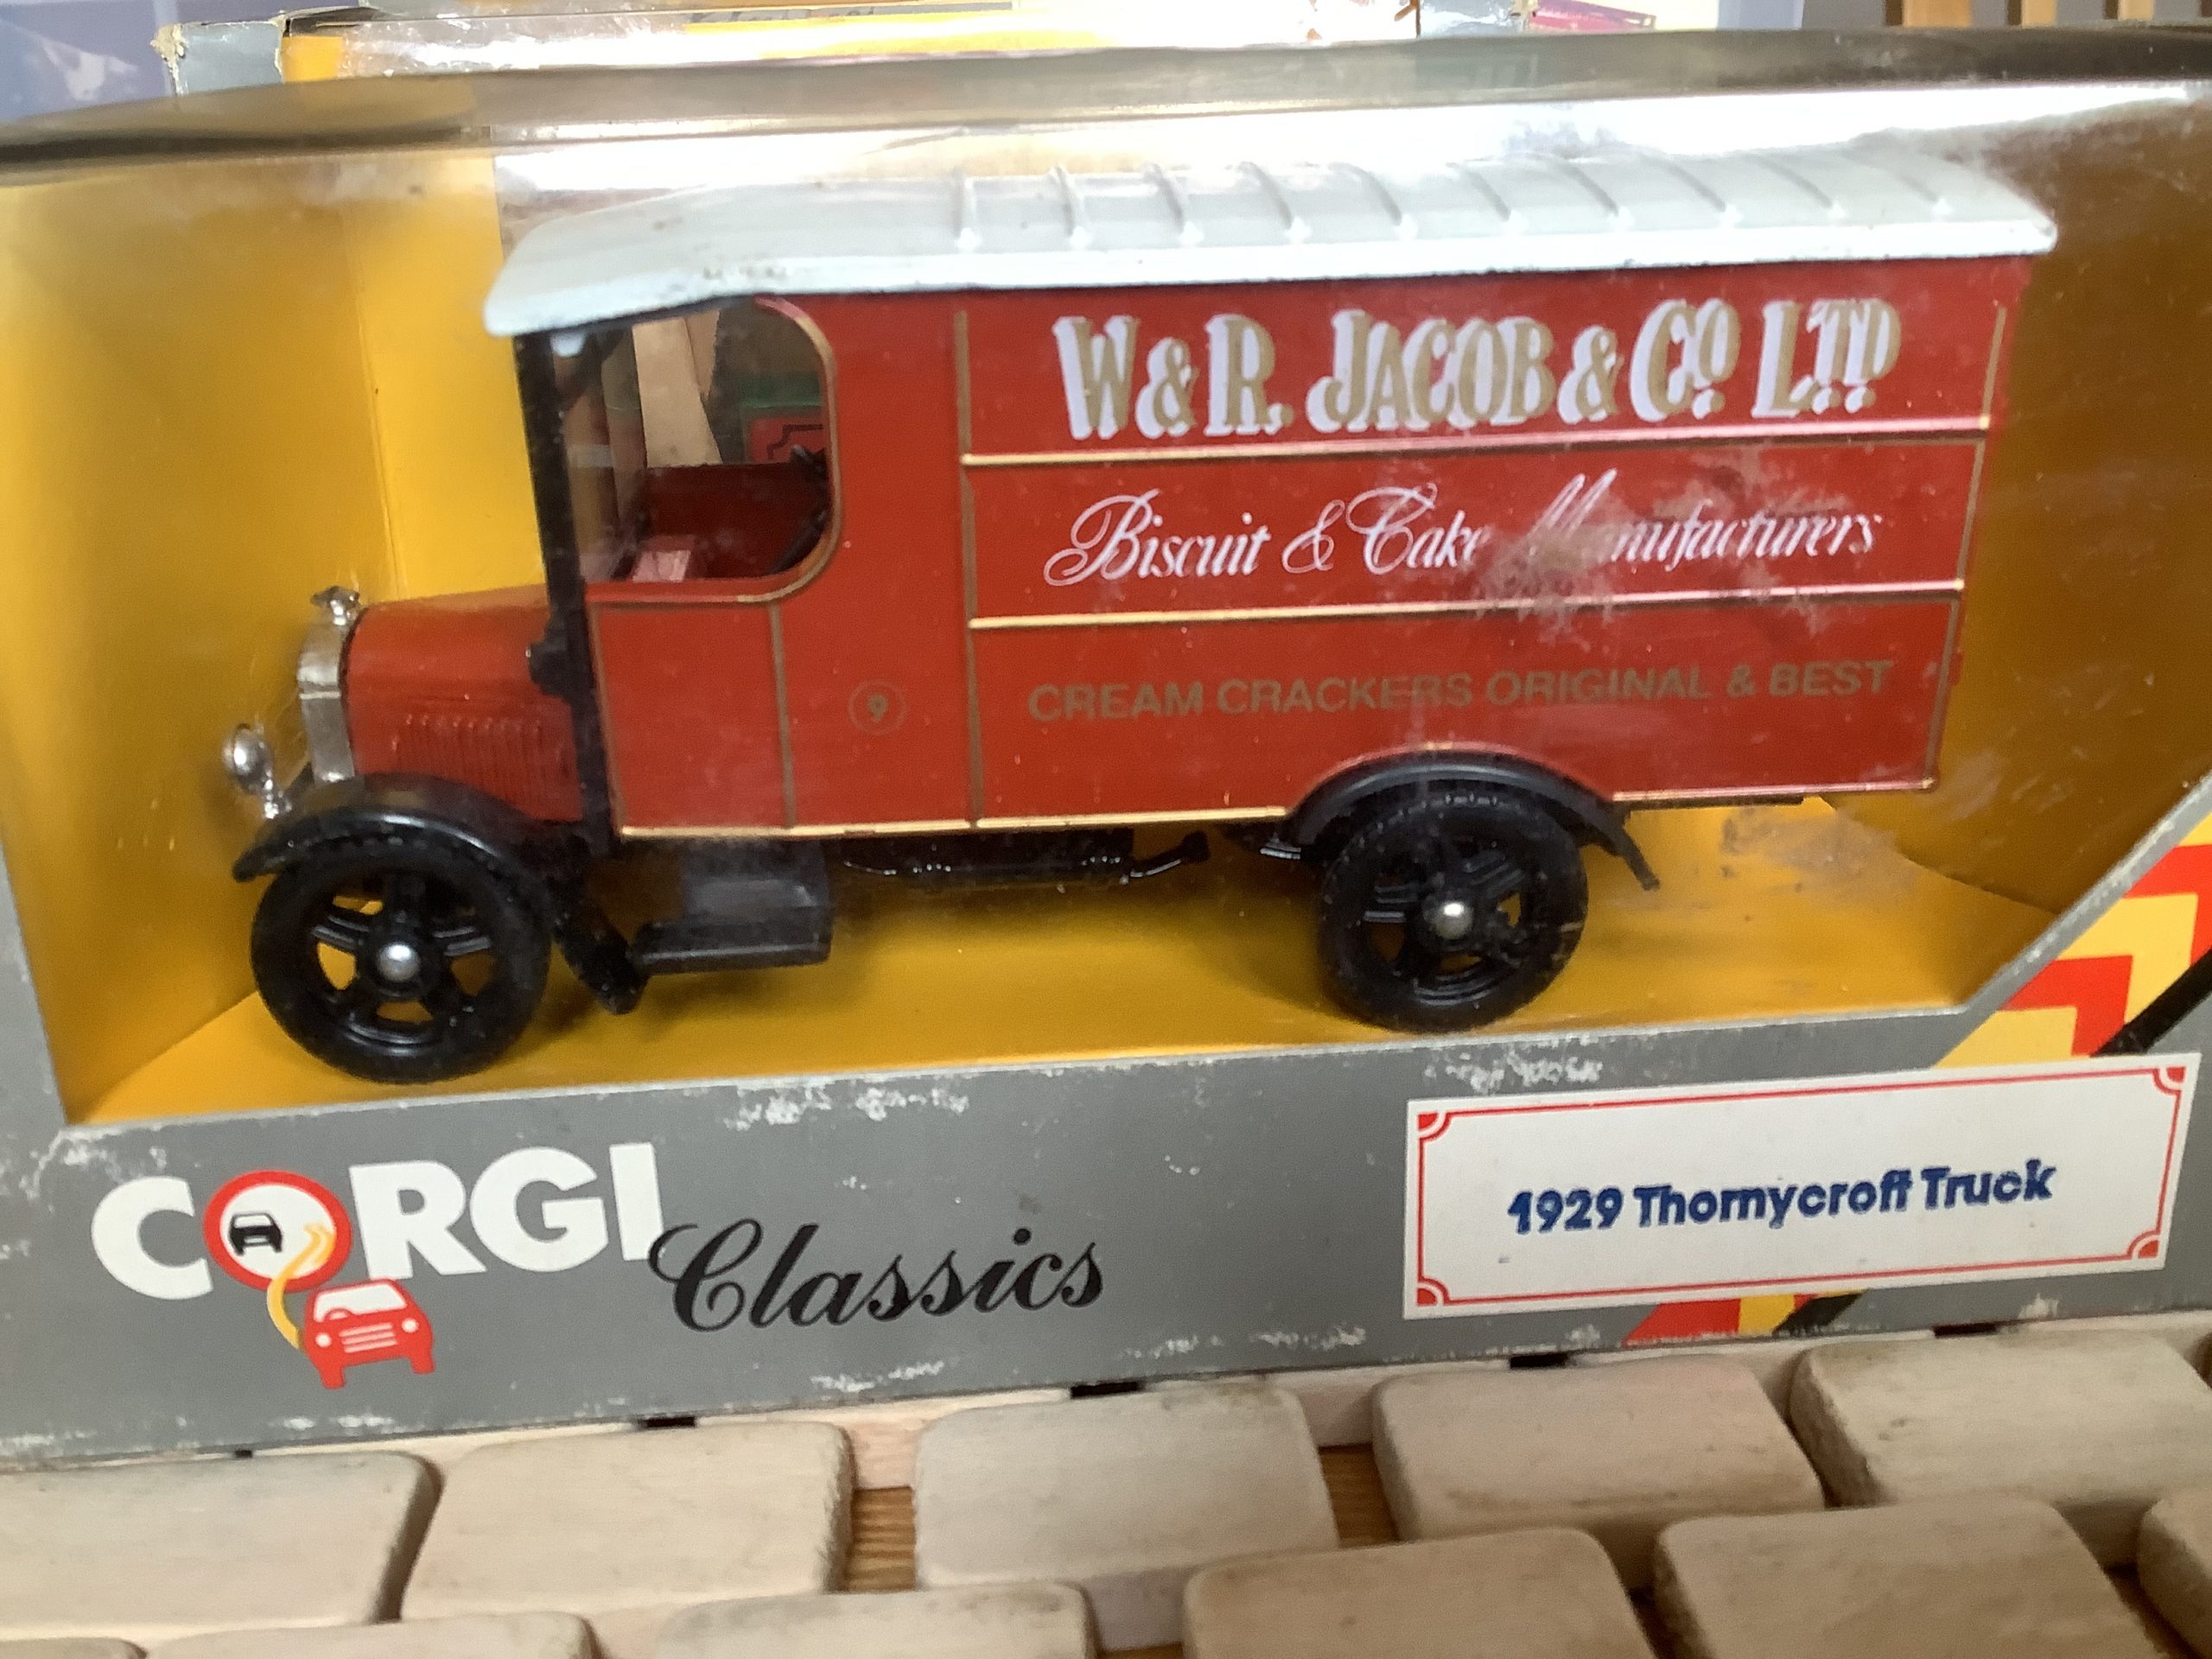 W & R. JACOB & CO. LTD
Biscuit & Cake Manufacturers
CREAM CRACKERS ORIGINAL & BEST
9
CORGI
Classics
1929 Thornycroft Truck